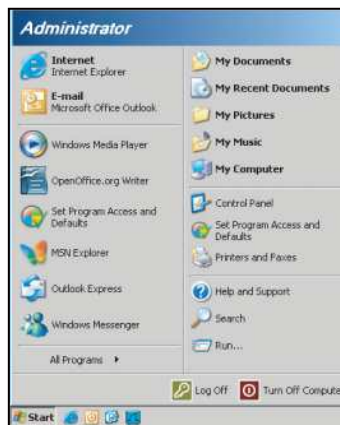 Administrator
Internet
Internet Explorer
E-mail
Microsoft Office Outlook
Windows Media Player
OpenOffice.org Writer
Set Program Access and
Defaults
MSN Explorer
Outlook Express
Windows Messenger
All Programs
My Documents
My Recent Documents
My Pictures
My Music
My Computer
Control Panel
Set Program Access and
Defaults
Printers and Faxes
Help and Support
Search
Run...
Log Off
Turn Off Compute
Start